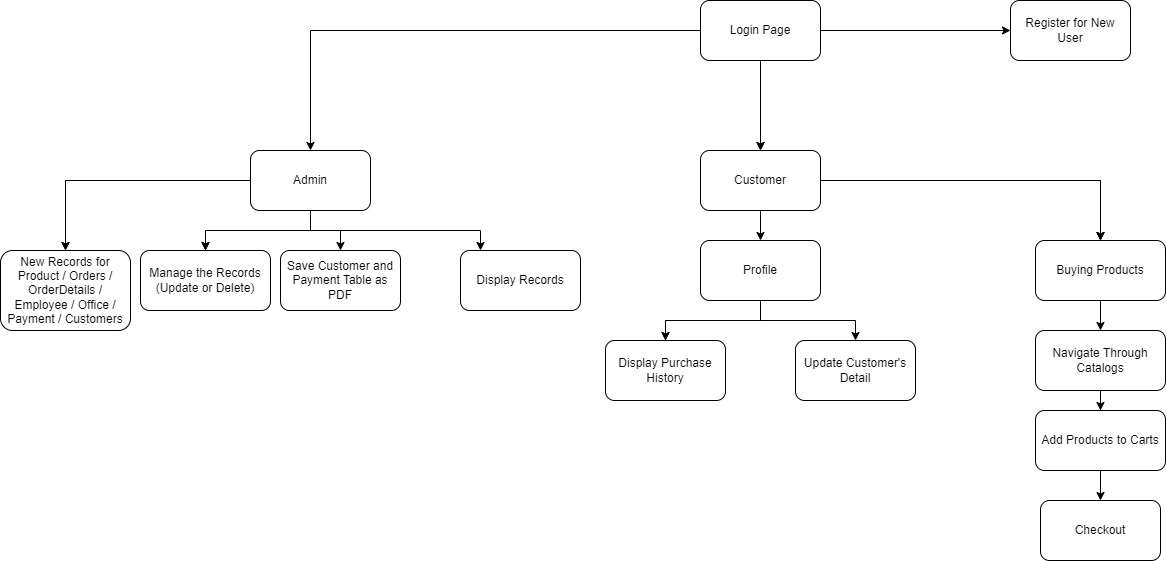 Login Page
Register for New
User
Admin
Customer
New Records for
Product / Orders /
OrderDetails /
Employee / Office /
Payment / Customers
Manage the Records
(Update or Delete)
Save Customer and
Payment Table as
PDF
Display Records
Profile
Buying Products
Display Purchase
History
Update Customer's
Detail
Navigate Through
Catalogs
Add Products to Carts
Checkout